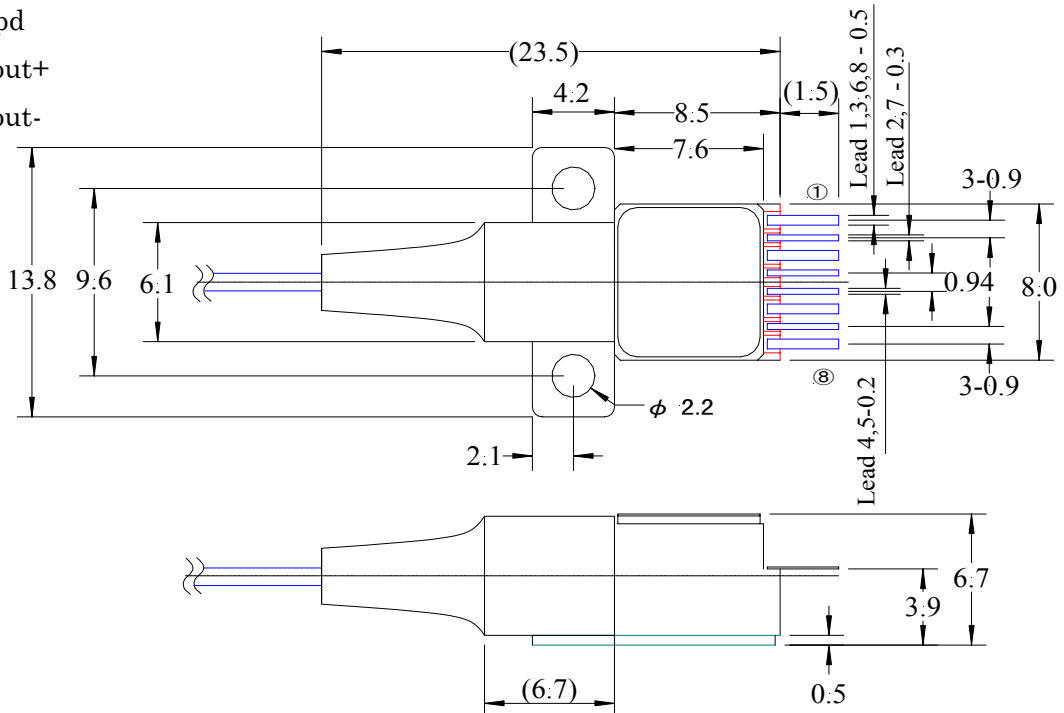 pd
out+
out-
(23.5)
4.2
8.5
(1.5)
7.6
Lead 1,3,6,8 - 0.5
Lead 2,7 - 0.3
①
3-0.9
13.8
9.6
6.1
0.94
8.0
⑧
3-0.9
φ 2.2
Lead 4,5-0.2
2.1
6.7
3.9
(6.7)
0.5